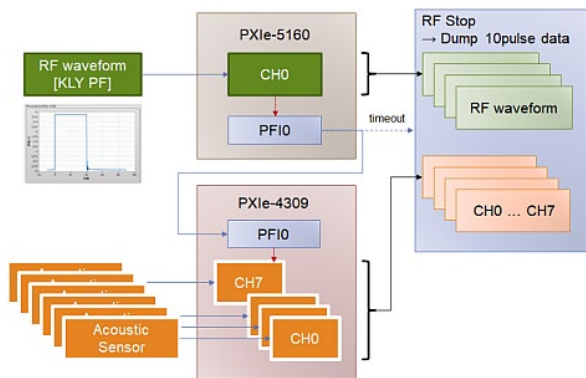 PXIe-5160
RF waveform
[KLY PF]
CH0
PFI0
timeout
RF Stop
→ Dump 10pulse data
RF waveform
CH0 ... CH7
PXIe-4309
PFI0
CH7
CH0
Acoustic
Sensor